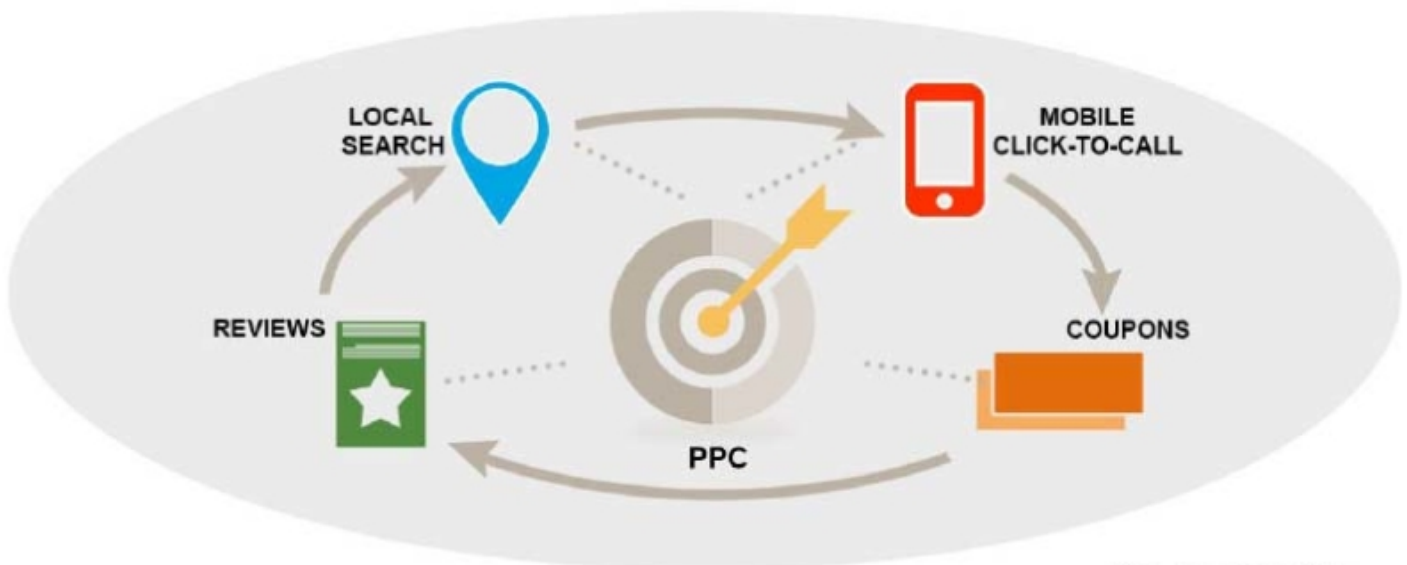 LOCAL
SEARCH
MOBILE
CLICK-TO-CALL
REVIEWS
COUPONS
PPC